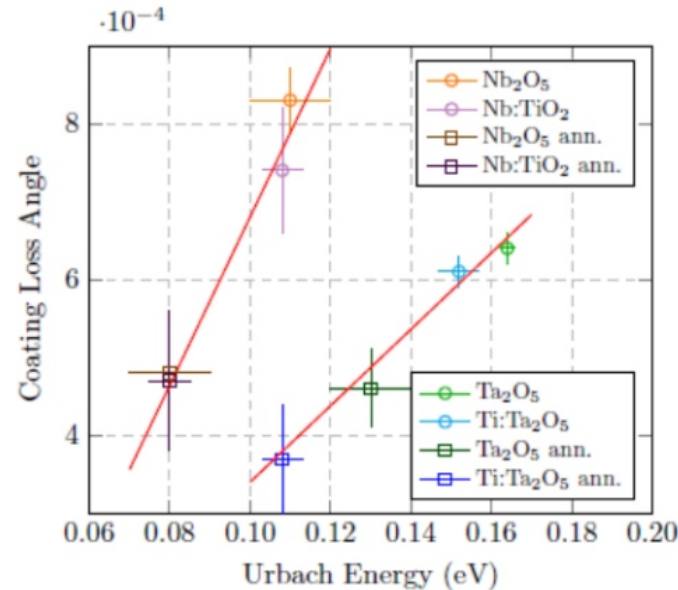 ·10⁻⁴
Nb₂O₅
Nb:TiO₂
Nb₂O₅ ann.
Nb:TiO₂ ann.
8
6
4
Coating Loss Angle
Ta₂O₅
Ti:Ta₂O₅
Ta₂O₅ ann.
Ti:Ta₂O₅ ann.
0.06 0.08 0.10 0.12 0.14 0.16 0.18 0.20
Urbach Energy (eV)